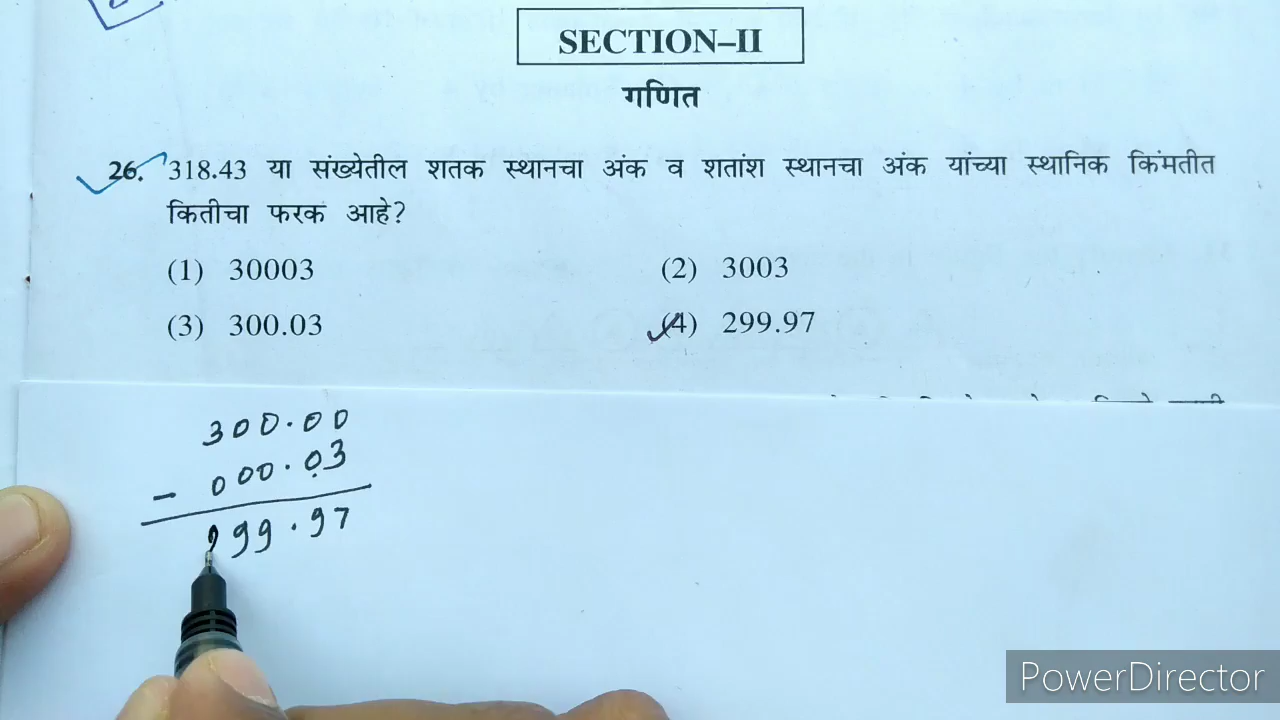 SECTION–II
गणित
26. 318.43 या संख्येतील शतक स्थानचा अंक व शतांश स्थानचा अंक यांच्या स्थानिक किंमतीत
कितीचा फरक आहे?
(1) 30003
(2) 3003
(3) 300.03
(4) 299.97
300.00
- 000.03
99.97
PowerDirector